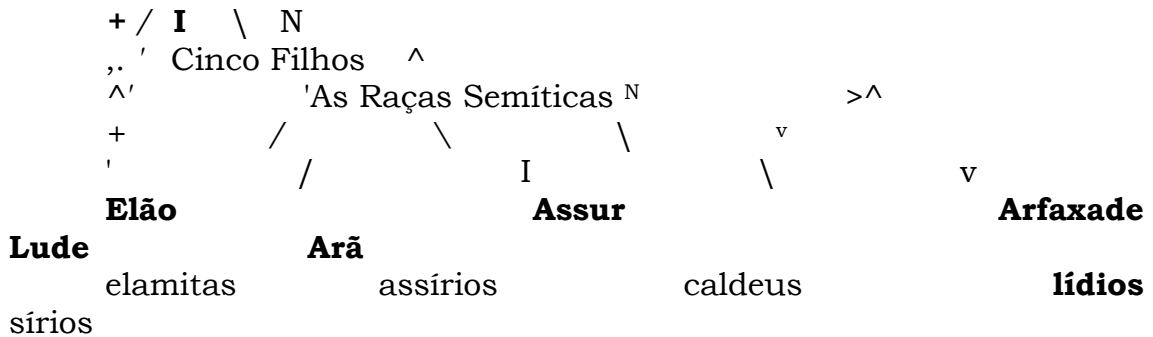 + / I \ N
,. ' Cinco Filhos ^
^' 'As Raças Semíticas N >^
+ / \ \ v
' / I \ v
Elão Assur Arfaxade
Lude Arã
elamitas assírios caldeus lídios
sírios